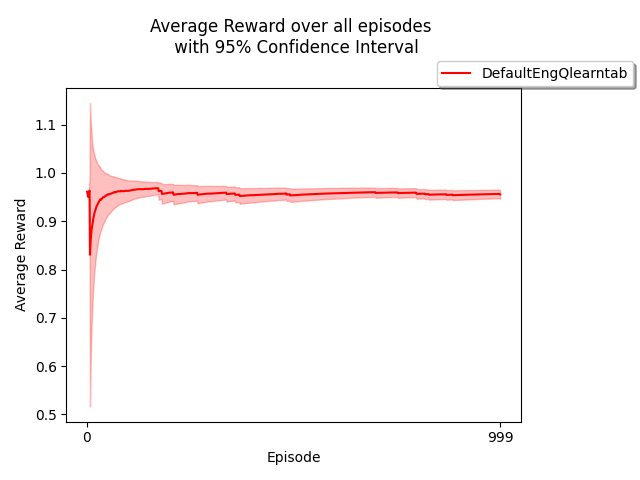 Average Reward over all episodes
with 95% Confidence Interval
DefaultEngQlearntab
1.1
1.0
0.9
0.8
0.7
0.6
0.5
Average Reward
0
999
Episode